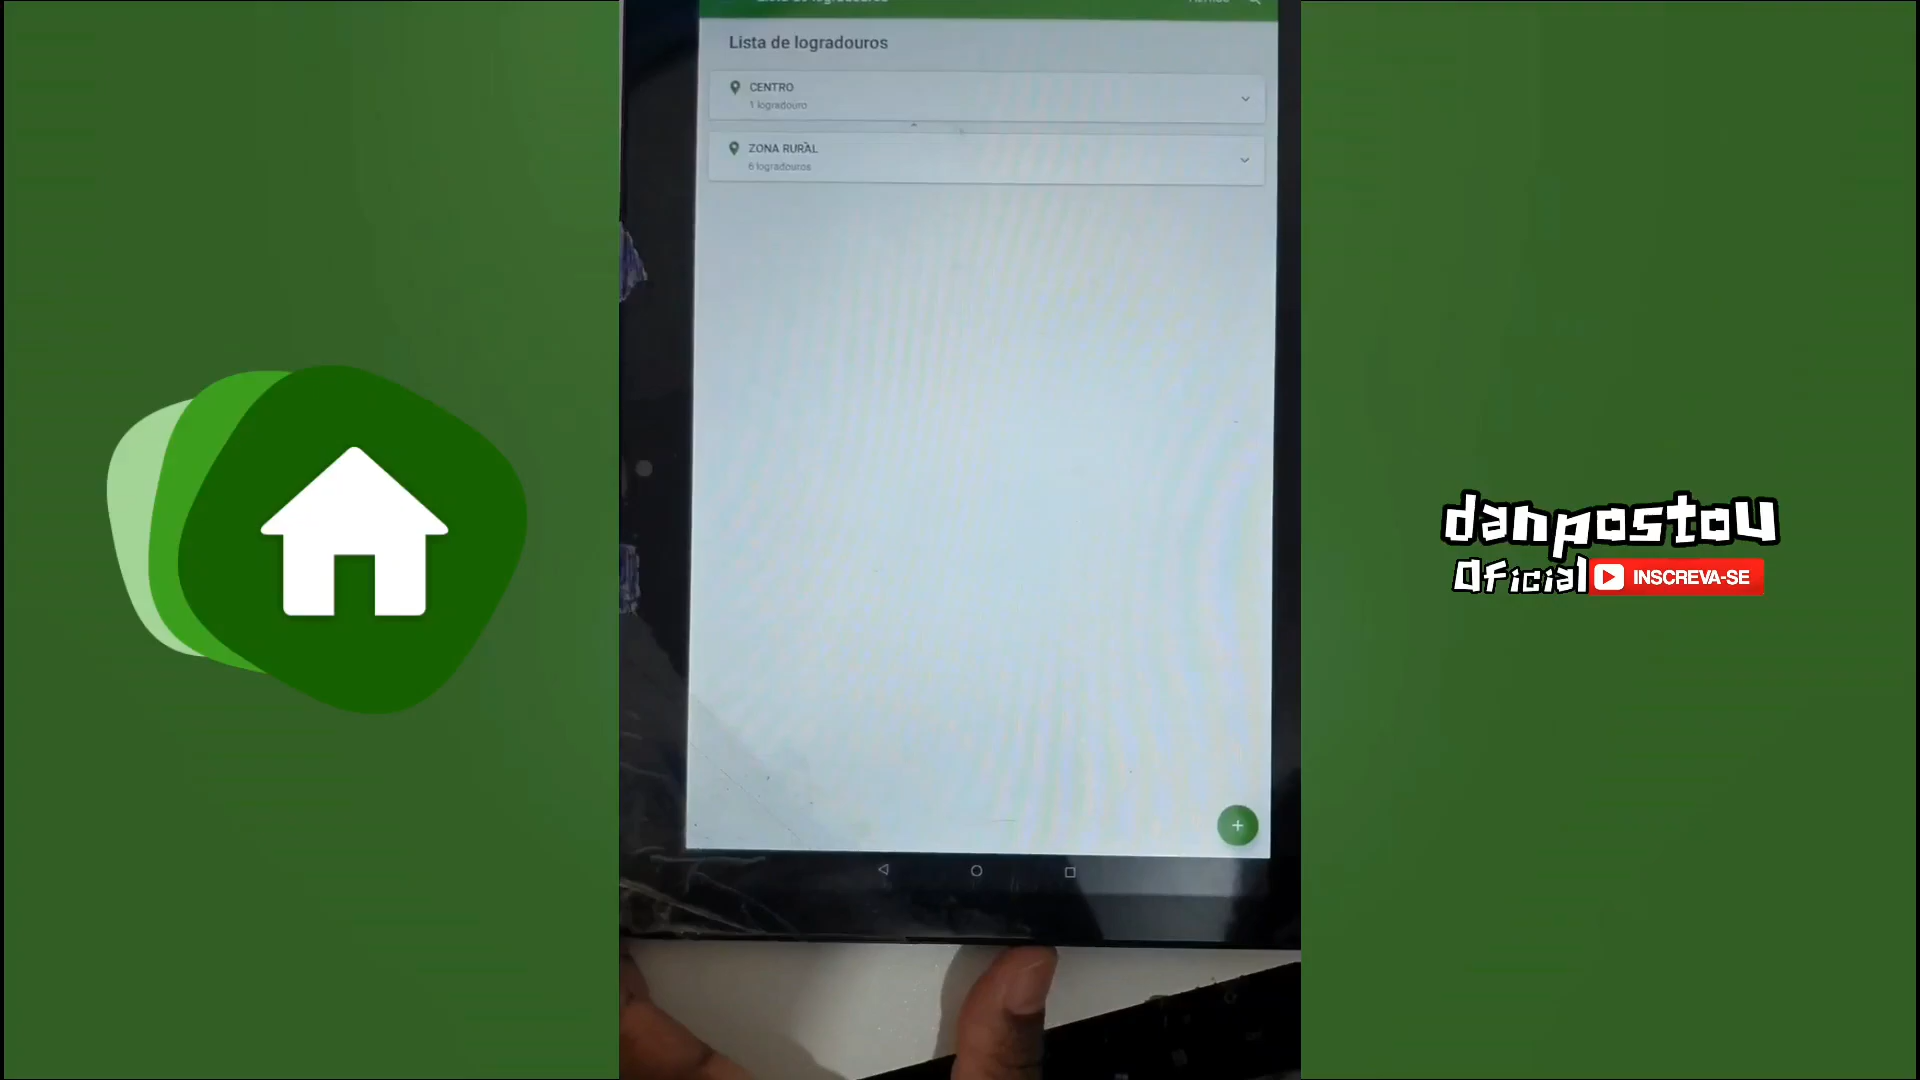 Lista de logradouros
Lista de logradouros
CENTRO
1 logradouro
ZONA RURAL
6 logradouros
+
danpostou
oficial
INSCREVA-SE